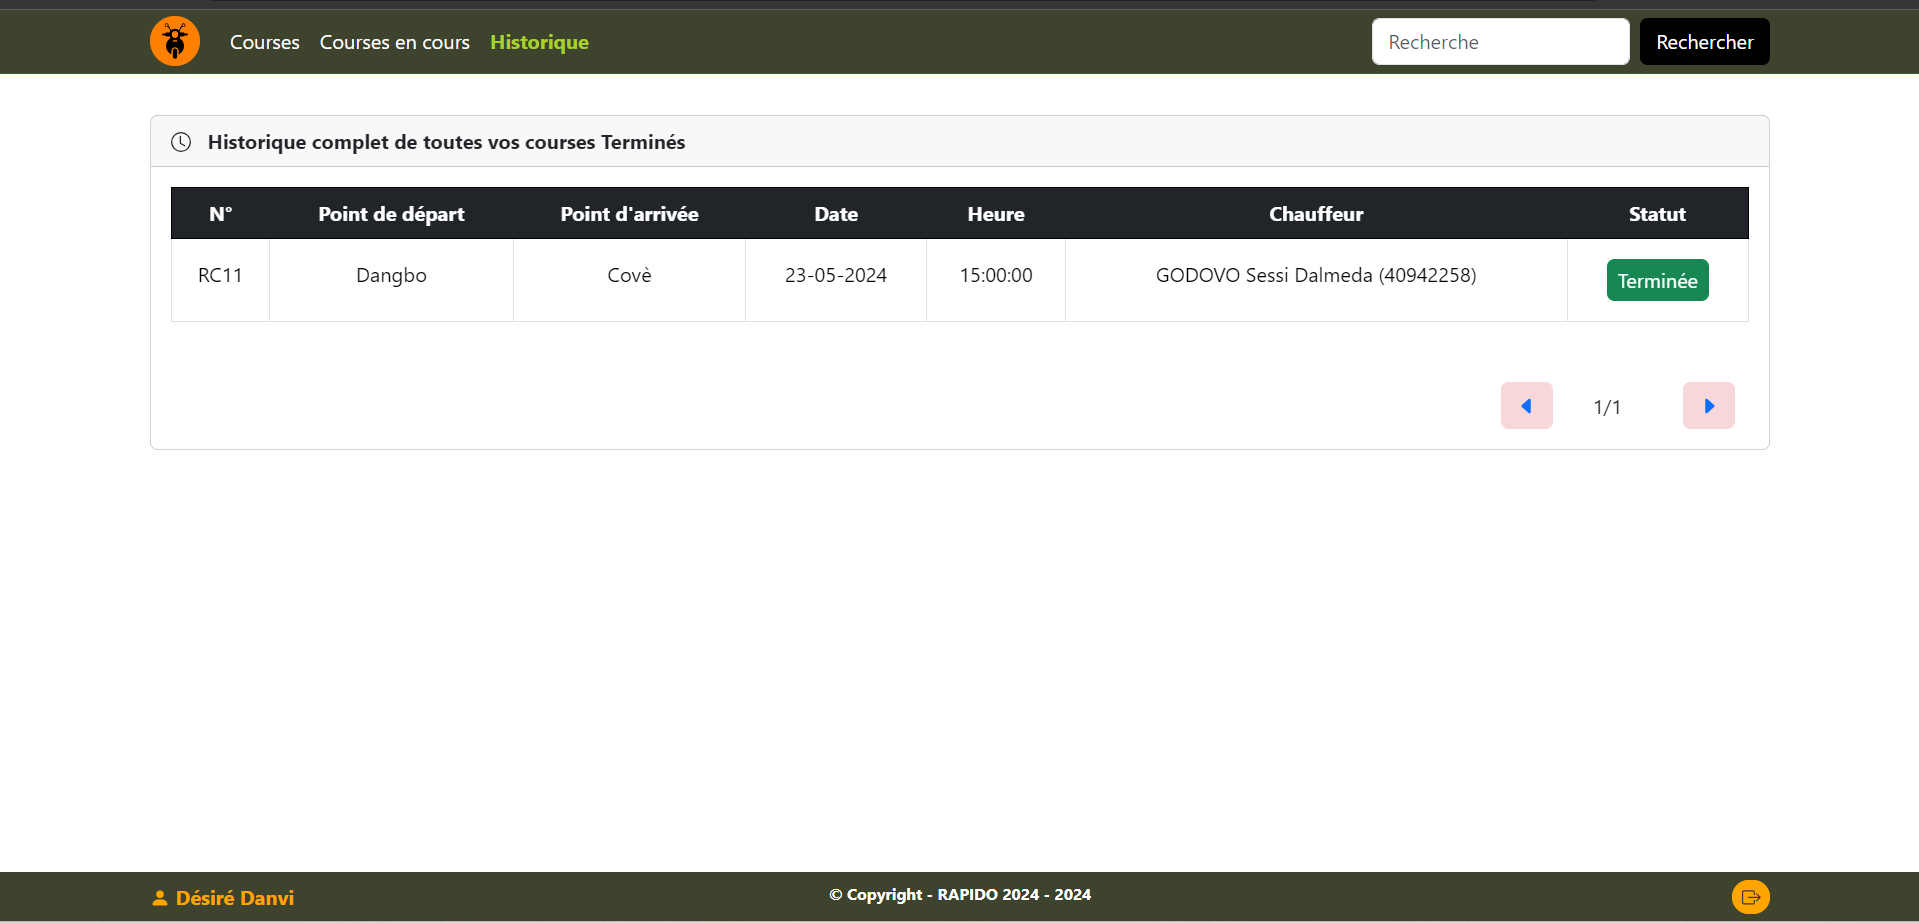 Courses Courses en cours Historique Recherche Rechercher
Historique complet de toutes vos courses Terminés
N° Point de départ Point d'arrivée Date Heure Chauffeur Statut
RC11 Dangbo Covè 23-05-2024 15:00:00 GODOVO Sessi Dalmeda (40942258) Terminée
1/1
Désiré Danvi © Copyright - RAPIDO 2024 - 2024